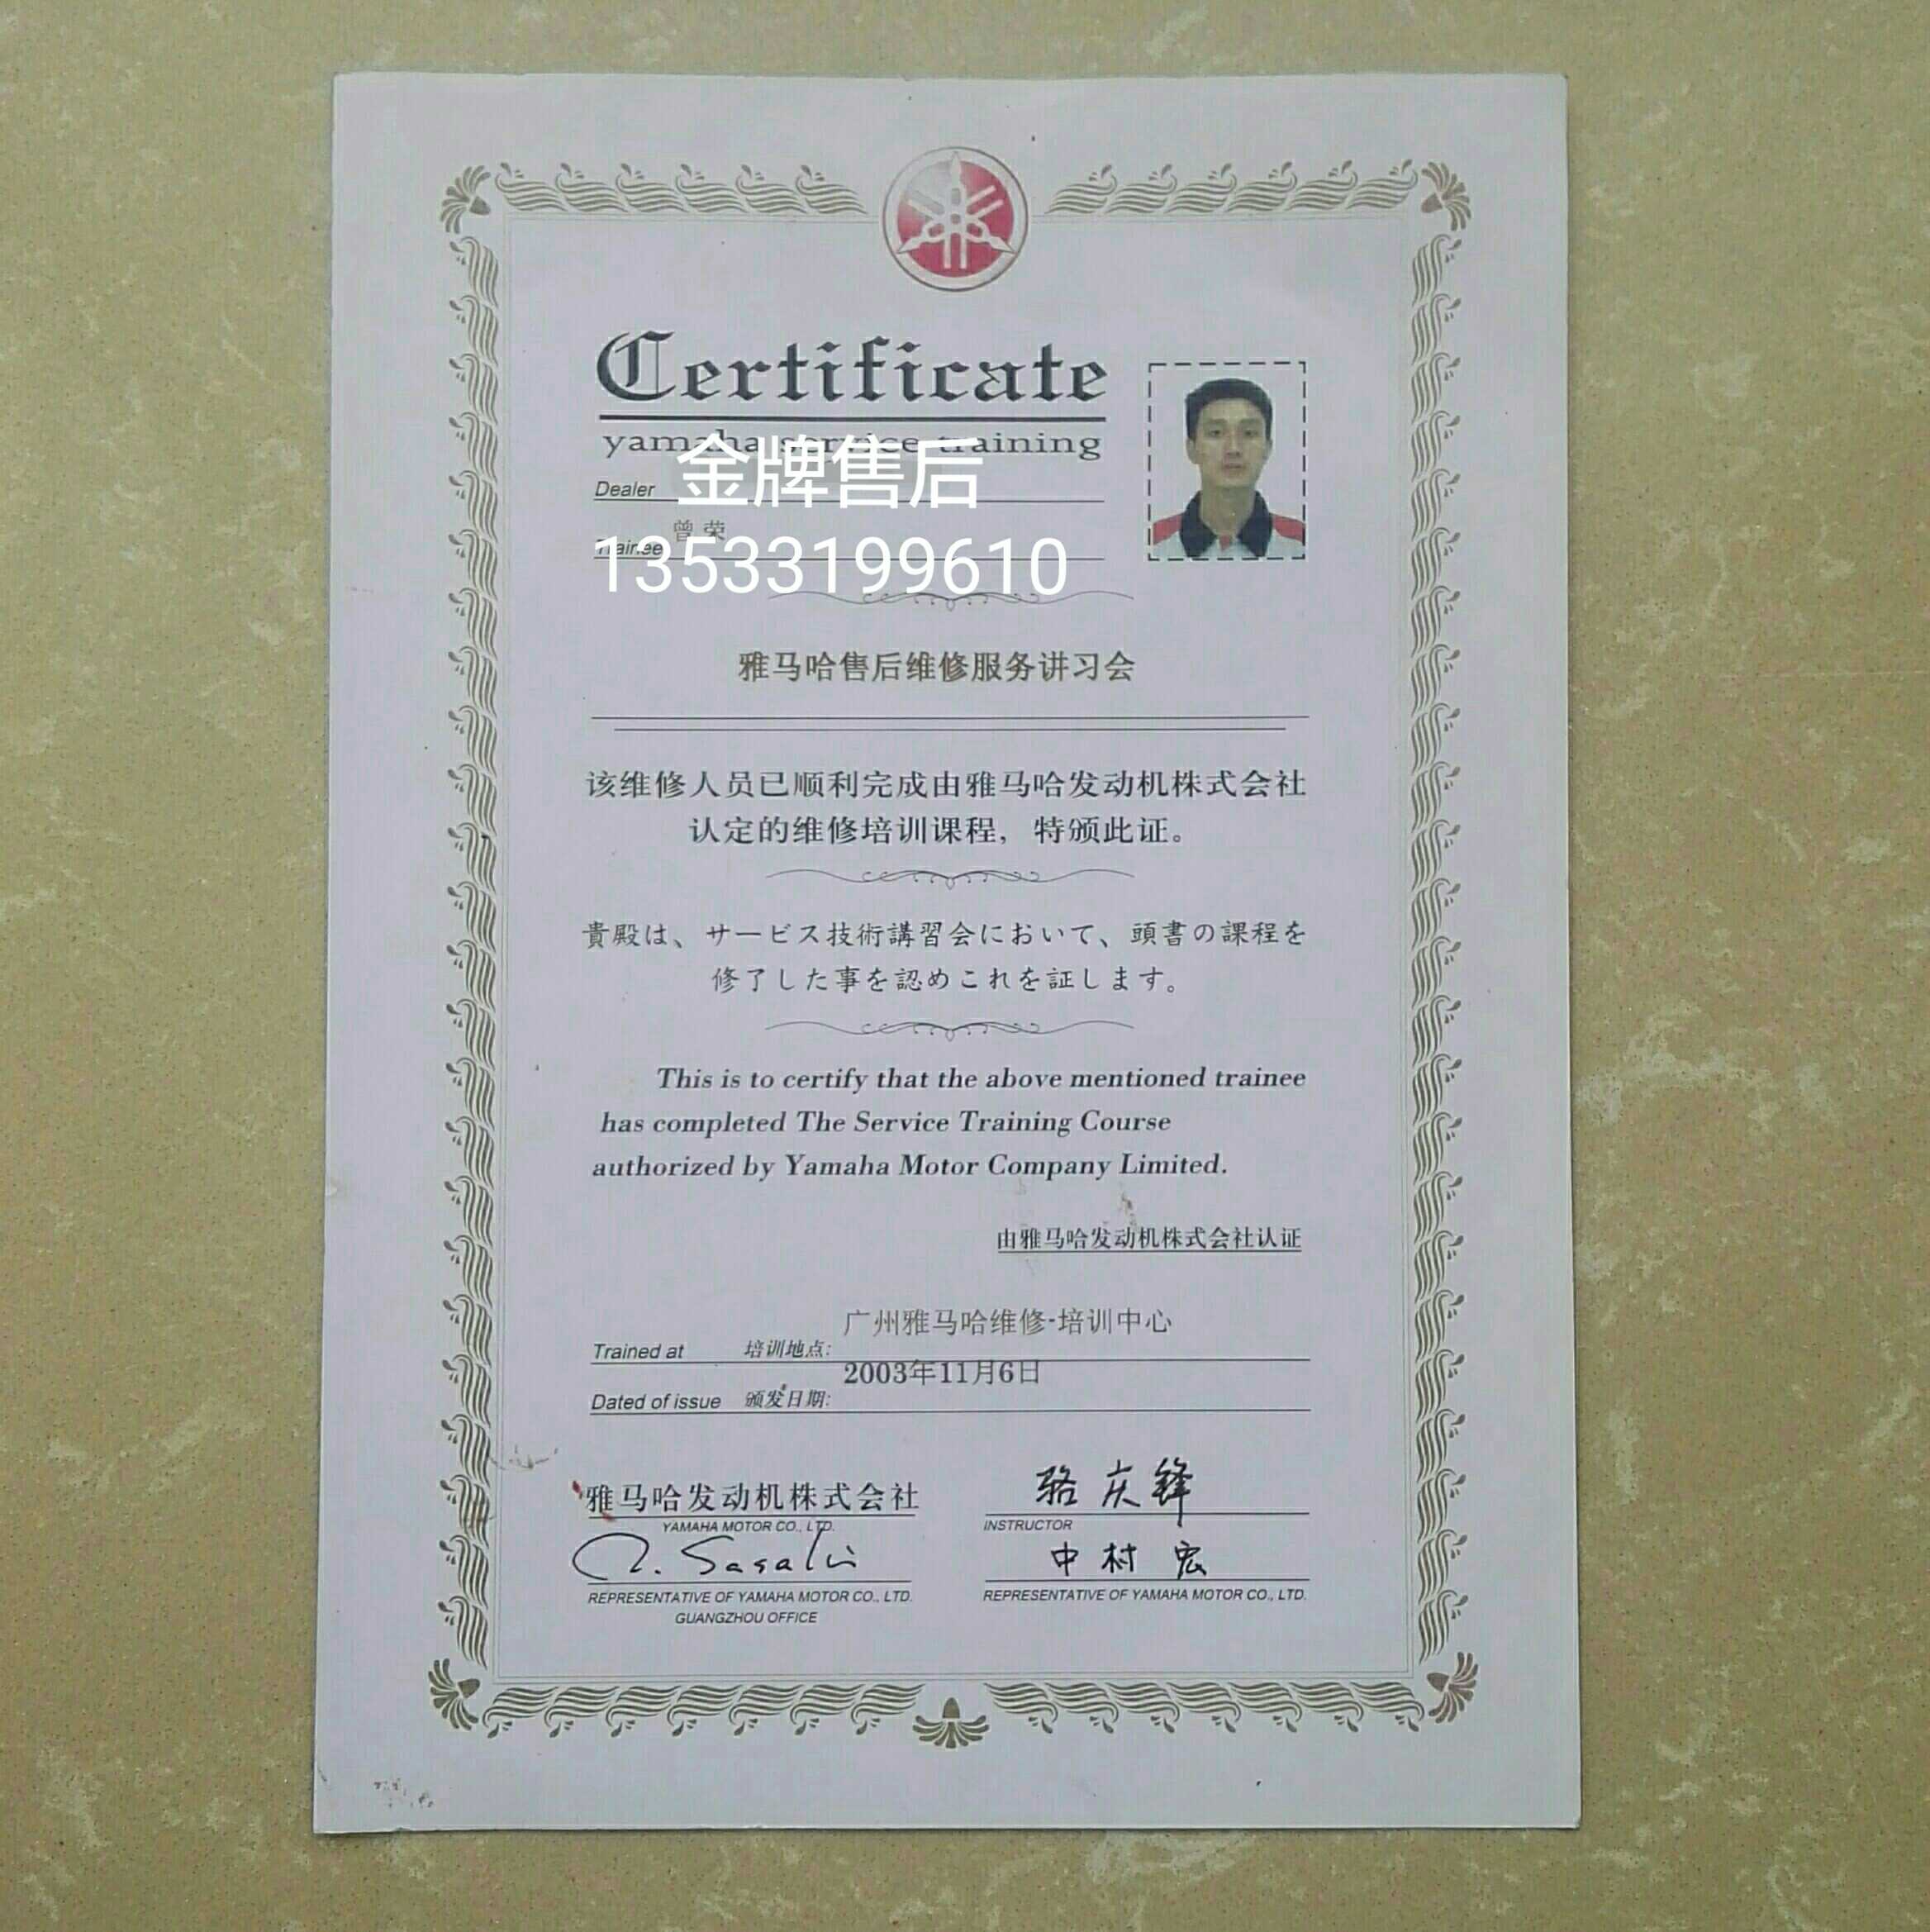 Certificate
yamaha service training
金牌售后
Dealer
曾荣
Trainee
13533199610
雅马哈售后维修服务讲习会
该维修人员已顺利完成由雅马哈发动机株式会社
认定的维修培训课程，特颁此证。
貴殿は、サービス技術講習会において、頭書の課程を
修了した事を認めこれを証します。
This is to certify that the above mentioned trainee
has completed The Service Training Course
authorized by Yamaha Motor Company Limited.
由雅马哈发动机株式会社认证
广州雅马哈维修-培训中心
Trained at 培训地点:
2003年11月6日
Dated of issue 颁发日期:
雅马哈发动机株式会社
YAMAHA MOTOR CO., LTD.
骆庆锋
INSTRUCTOR
Sasaki
中村宏
REPRESENTATIVE OF YAMAHA MOTOR CO., LTD.
GUANGZHOU OFFICE
REPRESENTATIVE OF YAMAHA MOTOR CO., LTD.